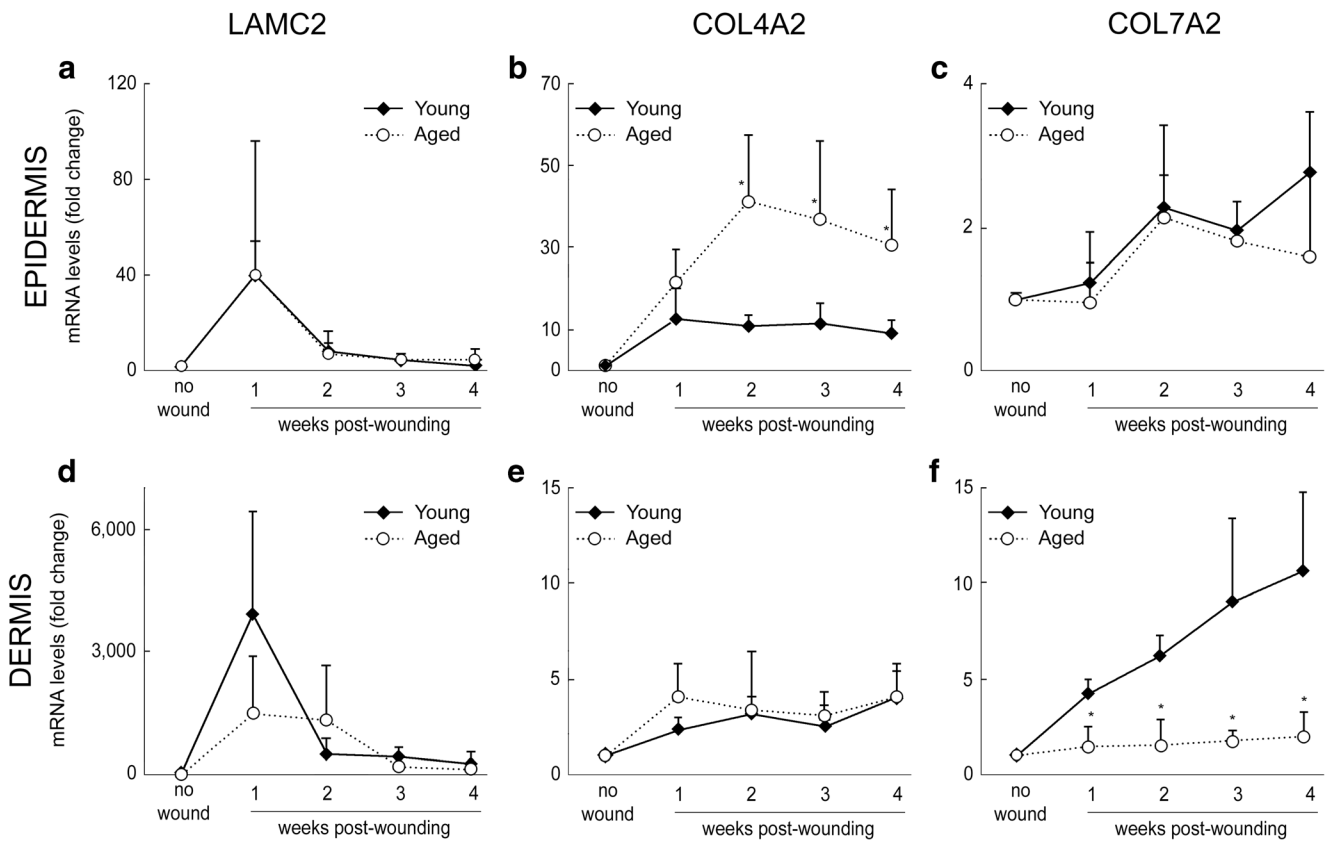 LAMC2
COL4A2
COL7A2
EPIDERMIS
mRNA levels (fold change)
a
120
80
40
0
Young
Aged
no wound
1
2
3
4
weeks post-wounding
b
70
50
30
10
0
Young
Aged
*
*
*
no wound
1
2
3
4
weeks post-wounding
c
4
2
0
Young
Aged
no wound
1
2
3
4
weeks post-wounding
DERMIS
mRNA levels (fold change)
d
6,000
3,000
0
Young
Aged
no wound
1
2
3
4
weeks post-wounding
e
15
10
5
0
Young
Aged
no wound
1
2
3
4
weeks post-wounding
f
15
10
5
0
Young
Aged
*
*
*
*
no wound
1
2
3
4
weeks post-wounding